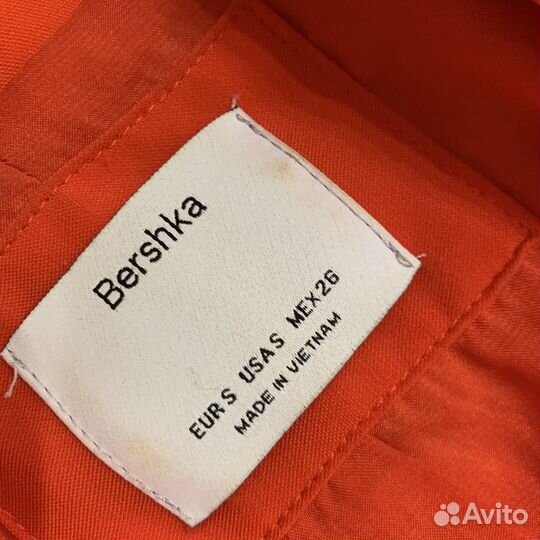 Bershka
EUR S USA S MEX 26
MADE IN VIETNAM
Avito